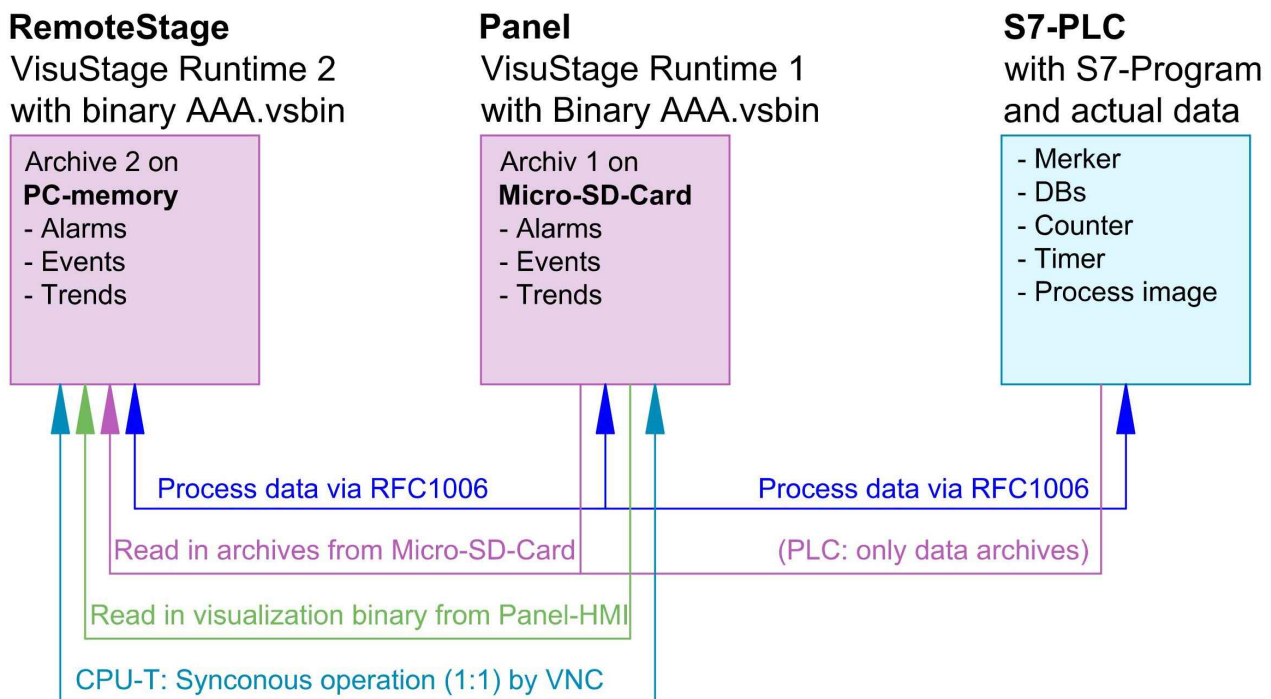 RemoteStage
VisuStage Runtime 2
with binary AAA.vsbin
Archive 2 on
PC-memory
- Alarms
- Events
- Trends
Panel
VisuStage Runtime 1
with Binary AAA.vsbin
Archiv 1 on
Micro-SD-Card
- Alarms
- Events
- Trends
S7-PLC
with S7-Program
and actual data
- Merker
- DBs
- Counter
- Timer
- Process image
Process data via RFC1006
Process data via RFC1006
Read in archives from Micro-SD-Card
(PLC: only data archives)
Read in visualization binary from Panel-HMI
CPU-T: Synconous operation (1:1) by VNC